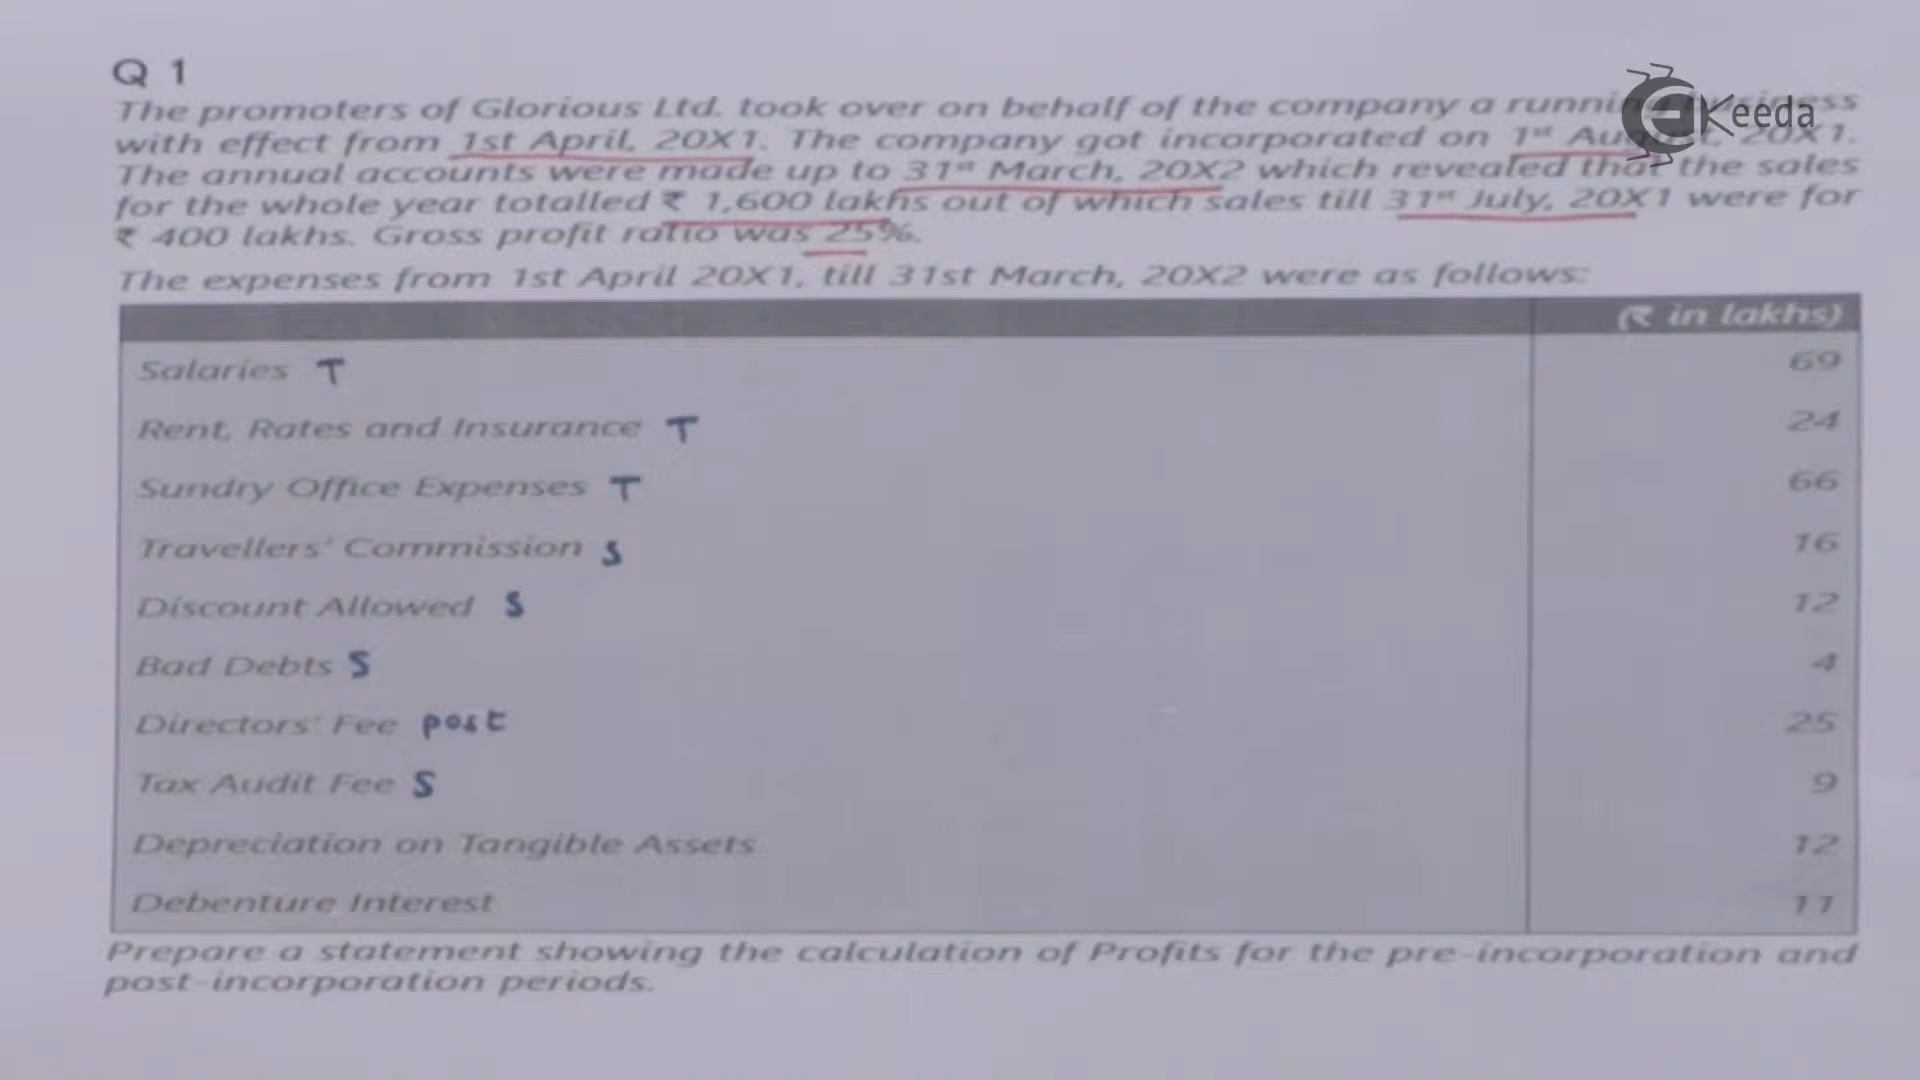 Q 1
The promoters of Glorious Ltd. took over on behalf of the company a running business
with effect from 1st April, 20X1. The company got incorporated on 1st August, 20X1.
The annual accounts were made up to 31st March, 20X2 which revealed that the sales
for the whole year totalled ₹ 1,600 lakhs out of which sales till 31st July, 20X1 were for
₹ 400 lakhs. Gross profit ratio was 25%.
The expenses from 1st April 20X1, till 31st March, 20X2 were as follows:
(₹ in lakhs)
Salaries T 69
Rent, Rates and Insurance T 24
Sundry Office Expenses T 66
Travellers' Commission S 16
Discount Allowed S 12
Bad Debts S 4
Directors' Fee post 25
Tax Audit Fee S 9
Depreciation on Tangible Assets 12
Debenture Interest 11
Prepare a statement showing the calculation of Profits for the pre-incorporation and
post-incorporation periods.
eKeeda